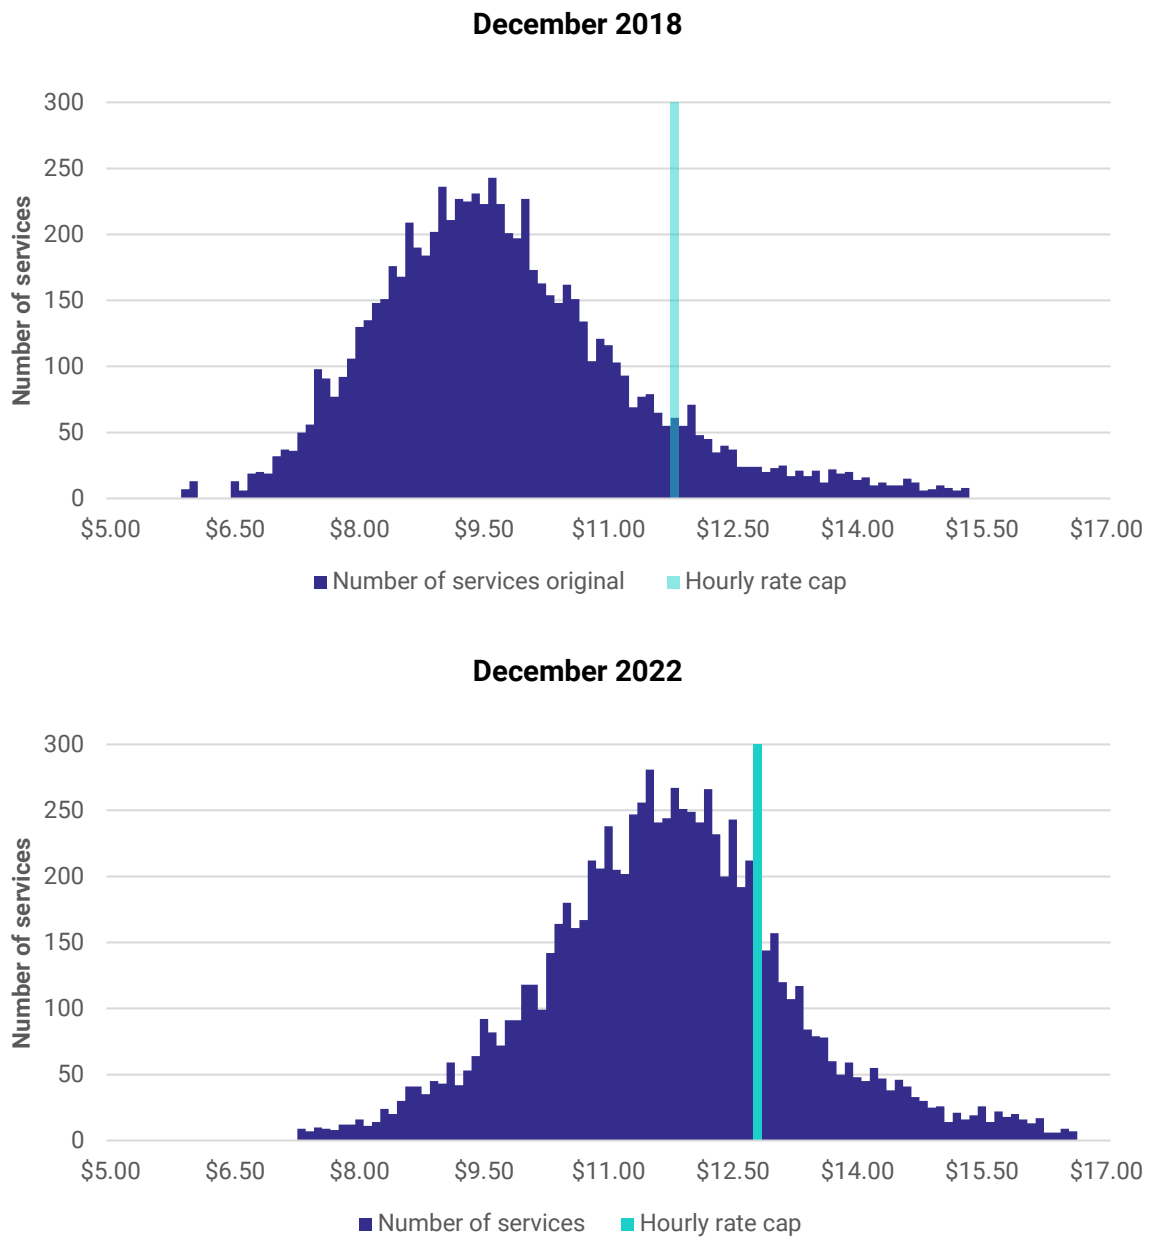 December 2018
300
250
200
150
100
50
0
Number of services
$5.00 $6.50 $8.00 $9.50 $11.00 $12.50 $14.00 $15.50 $17.00
Number of services original Hourly rate cap
December 2022
300
250
200
150
100
50
0
Number of services
$5.00 $6.50 $8.00 $9.50 $11.00 $12.50 $14.00 $15.50 $17.00
Number of services Hourly rate cap